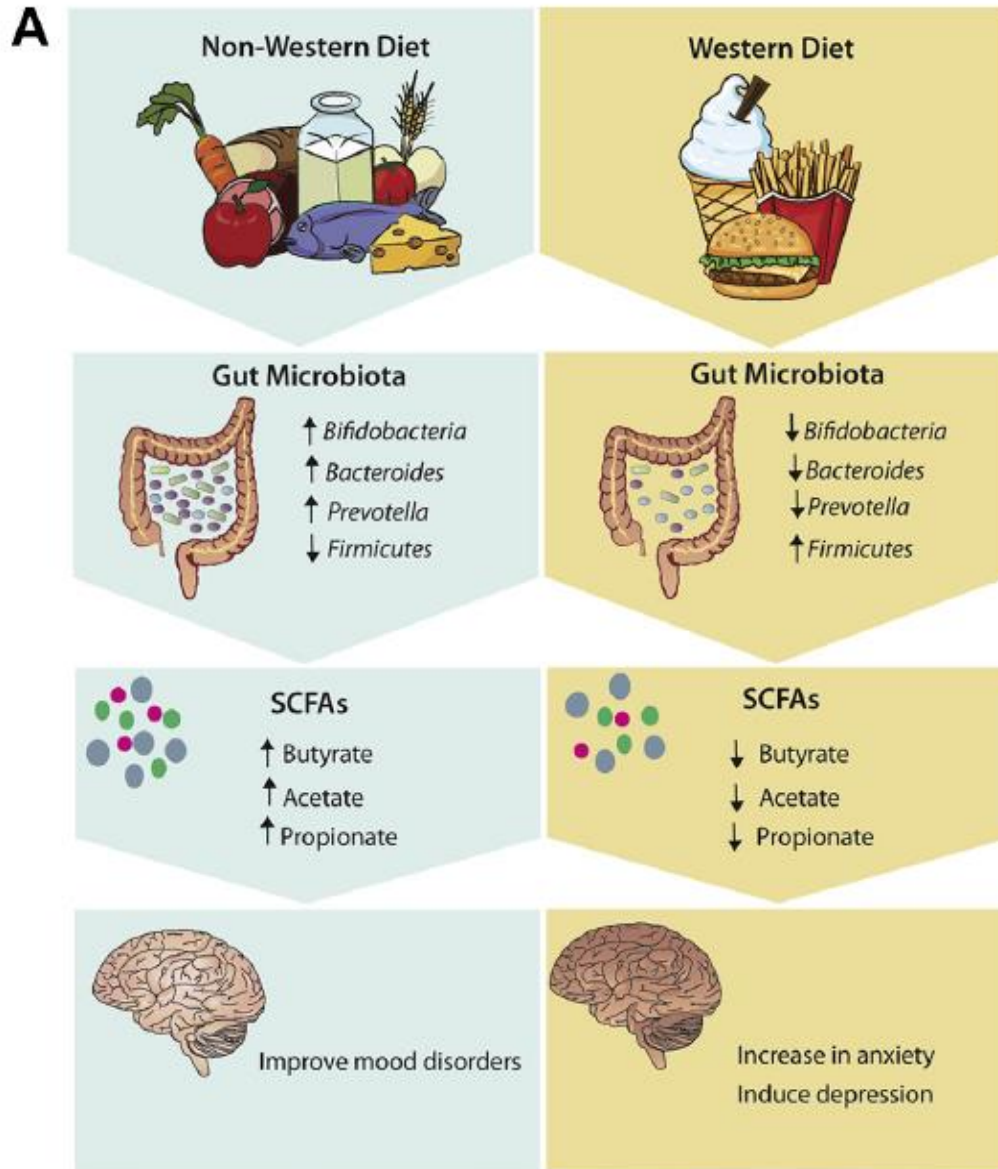 A
Non-Western Diet
Western Diet
Gut Microbiota
↑ Bifidobacteria
↑ Bacteroides
↑ Prevotella
↓ Firmicutes
Gut Microbiota
↓ Bifidobacteria
↓ Bacteroides
↓ Prevotella
↑ Firmicutes
SCFAs
↑ Butyrate
↑ Acetate
↑ Propionate
SCFAs
↓ Butyrate
↓ Acetate
↓ Propionate
Improve mood disorders
Increase in anxiety
Induce depression